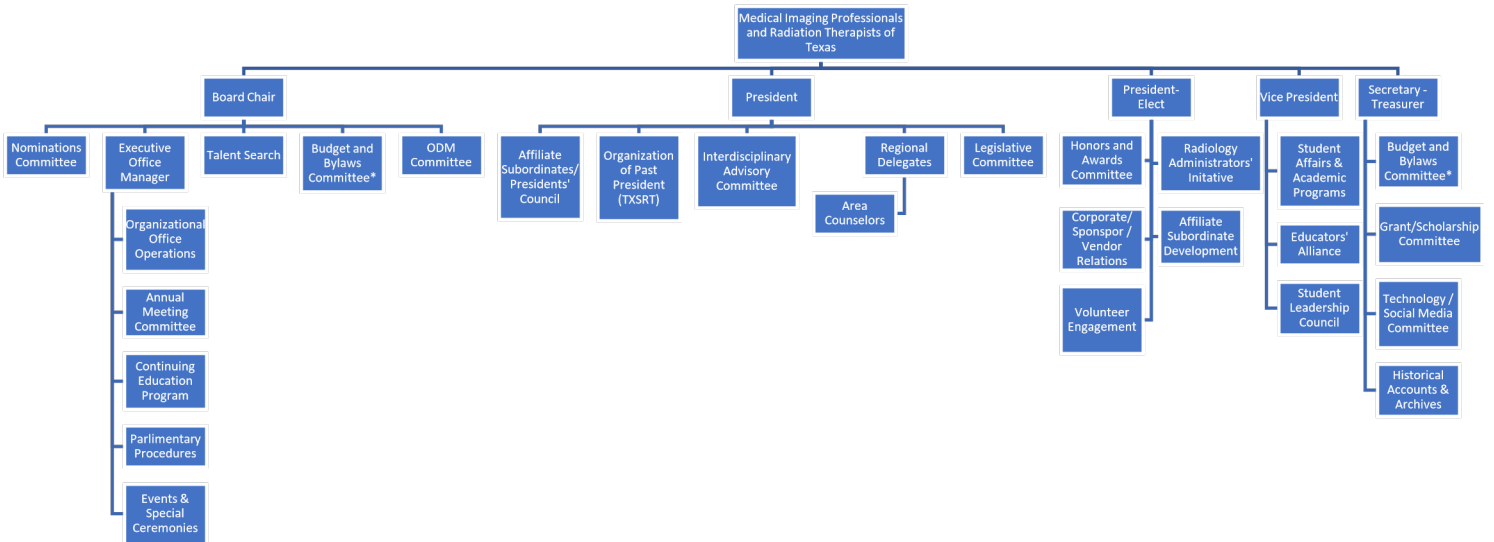 Medical Imaging Professionals
and Radiation Therapists of
Texas
Board Chair
President
President-
Elect
Vice President
Secretary -
Treasurer
Nominations
Committee
Executive
Office
Manager
Talent Search
Budget and
Bylaws
Committee*
ODM
Committee
Affiliate
Subordinates/
Presidents'
Council
Organization
of Past
President
(TXSRT)
Interdisciplinary
Advisory
Committee
Regional
Delegates
Legislative
Committee
Area
Counselors
Honors and
Awards
Committee
Radiology
Administrators'
Initative
Corporate/
Sponspor /
Vendor
Relations
Affiliate
Subordinate
Development
Volunteer
Engagement
Student
Affairs &
Academic
Programs
Educators'
Alliance
Student
Leadership
Council
Budget and
Bylaws
Committee*
Grant/Scholarship
Committee
Technology /
Social Media
Committee
Historical
Accounts &
Archives
Organizational
Office
Operations
Annual
Meeting
Committee
Continuing
Education
Program
Parlimentary
Procedures
Events &
Special
Ceremonies